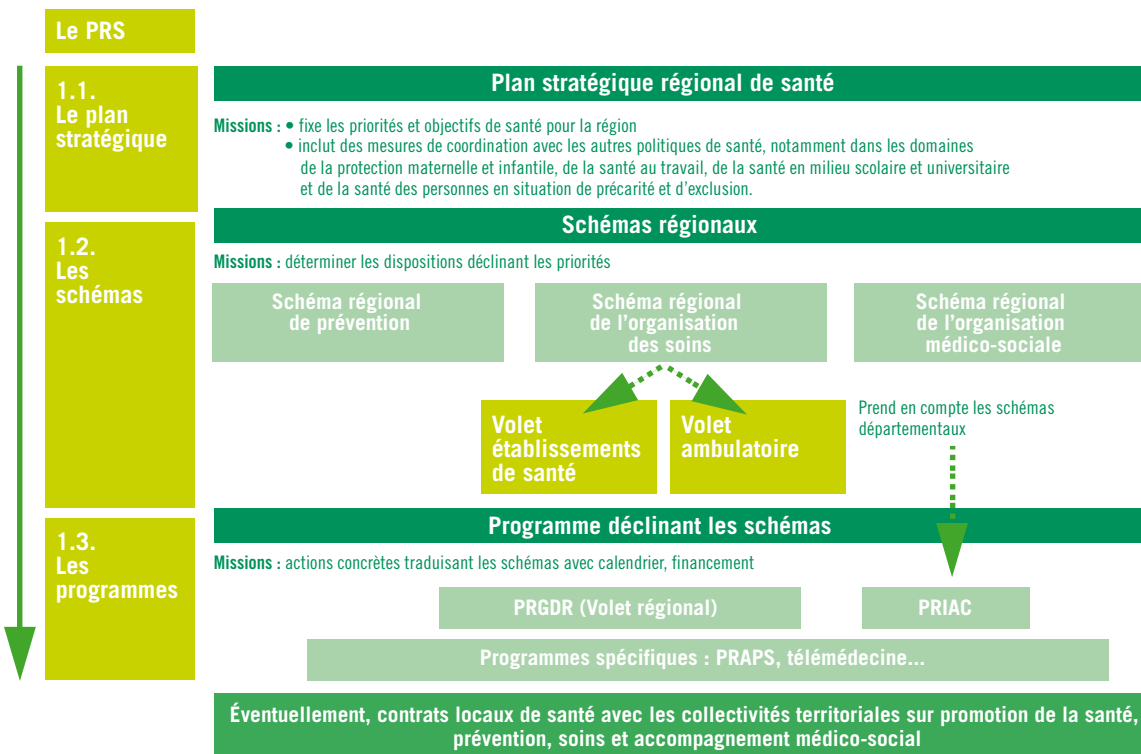 Le PRS
1.1.
Le plan
stratégique
Plan stratégique régional de santé
Missions : • fixe les priorités et objectifs de santé pour la région
• inclut des mesures de coordination avec les autres politiques de santé, notamment dans les domaines
de la protection maternelle et infantile, de la santé au travail, de la santé en milieu scolaire et universitaire
et de la santé des personnes en situation de précarité et d’exclusion.
1.2.
Les
schémas
Schémas régionaux
Missions : déterminer les dispositions déclinant les priorités
Schéma régional
de prévention
Schéma régional
de l’organisation
des soins
Schéma régional
de l’organisation
médico-sociale
Volet
établissements
de santé
Volet
ambulatoire
Prend en compte les schémas
départementaux
1.3.
Les
programmes
Programme déclinant les schémas
Missions : actions concrètes traduisant les schémas avec calendrier, financement
PRGDR (Volet régional)
PRIAC
Programmes spécifiques : PRAPS, télémédecine...
Éventuellement, contrats locaux de santé avec les collectivités territoriales sur promotion de la santé,
prévention, soins et accompagnement médico-social